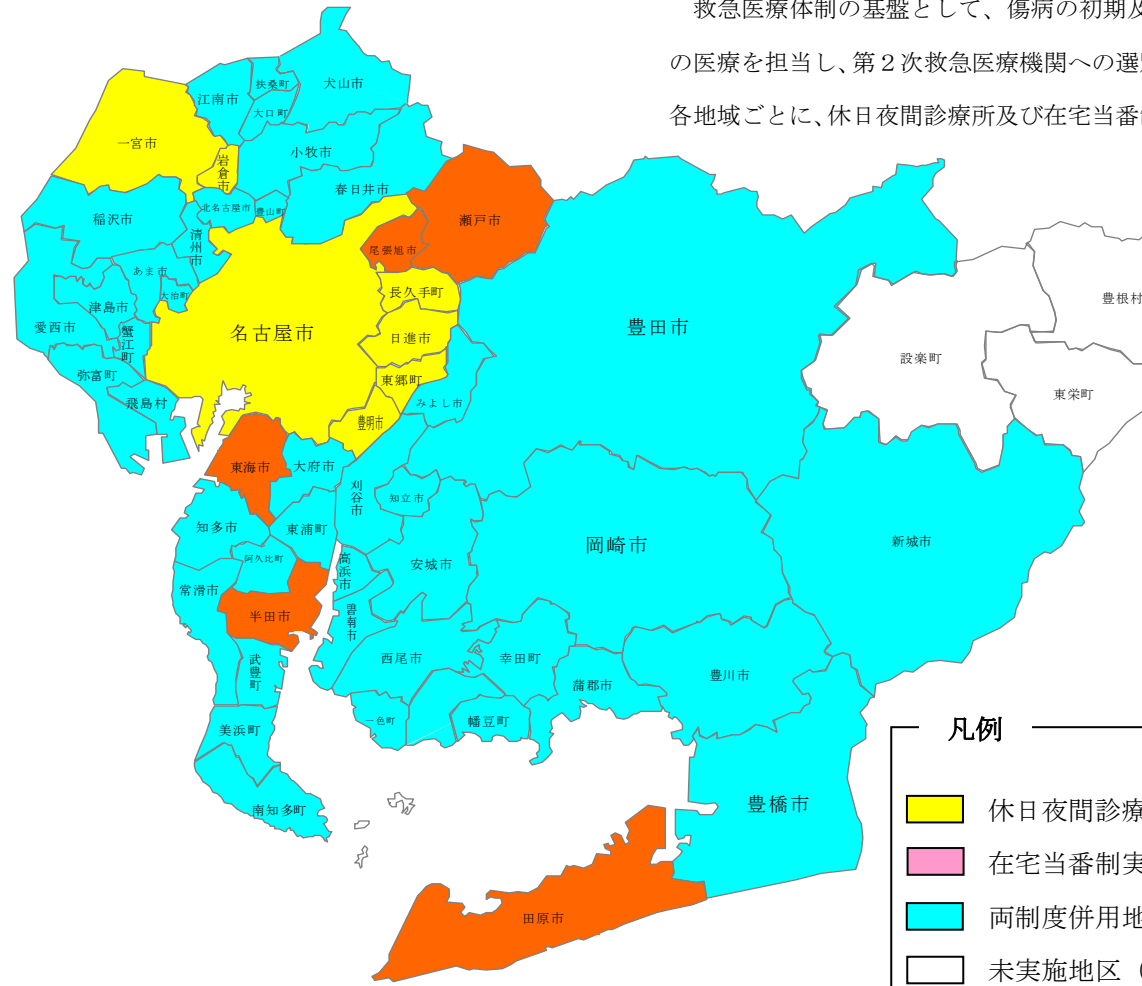 救急医療体制の基盤として、傷病の初期及
の医療を担当し、第２次救急医療機関への選
各地域ごとに、休日夜間診療所及び在宅当番
扶桑町
犬山市
江南市
大口町
一宮市
小牧市
岩倉市
春日井市
北名古屋市
豊山町
稲沢市
瀬戸市
清州市
尾張旭市
あま市
大治町
長久手町
豊根村
津島市
愛西市
蟹江町
名古屋市
豊田市
日進市
設楽町
弥富町
東郷町
東栄町
飛島村
みよし市
豊明市
東海市
大府市
刈谷市
知立市
知多市
東浦町
岡崎市
新城市
阿久比町
高浜市
安城市
常滑市
半田市
碧南市
武豊町
西尾市
幸田町
豊川市
蒲郡市
一色町
幡豆町
美浜町
凡例
豊橋市
南知多町
休日夜間診療
在宅当番制実
両制度併用地
未実施地区（
田原市